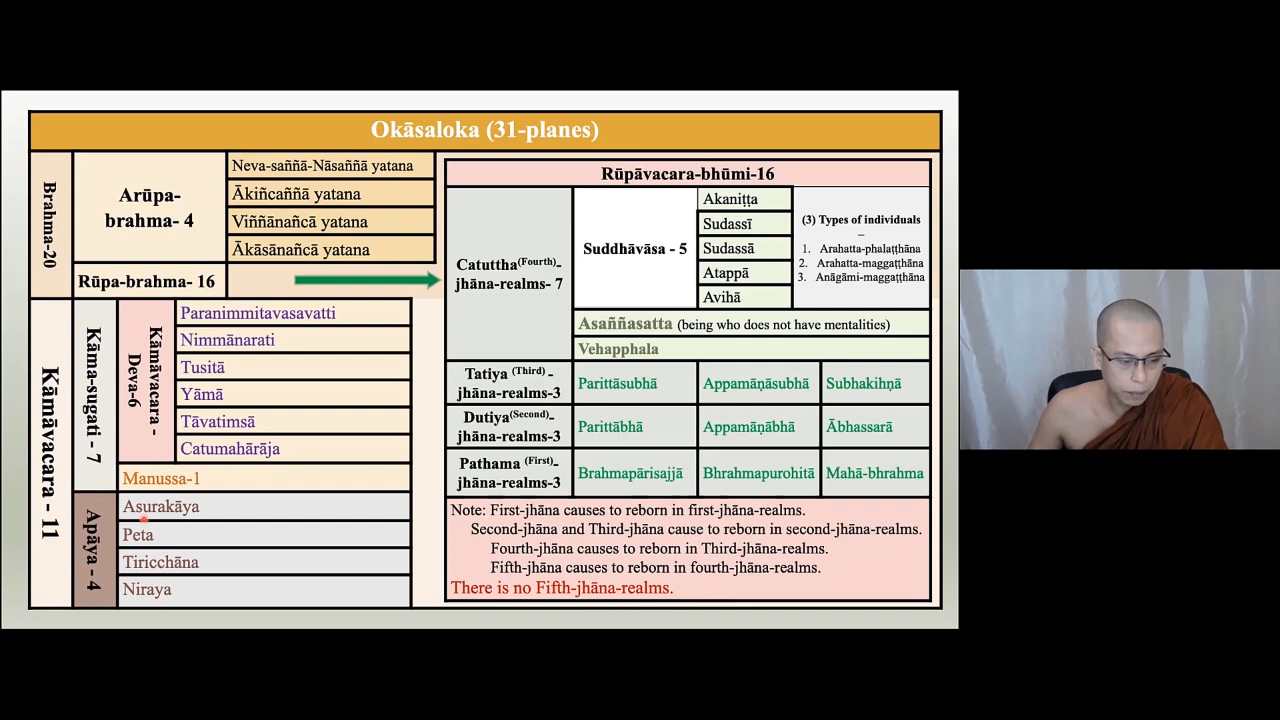 Okāsaloka (31-planes)
Brahma-20
Arūpa-
brahma- 4
Neva-saññā-Nāsaññā yatana
Ākiñcaññā yatana
Viññānañcā yatana
Ākāsānañcā yatana
Rūpa-brahma- 16
Kāmāvacara - 11
Kāma-sugati - 7
Kāmāvacara -
Deva-6
Paranimmitavasavatti
Nimmānarati
Tusitā
Yāmā
Tāvatimsā
Catumahārāja
Manussa-1
Apāya - 4
Asurakāya
Peta
Tiricchāna
Niraya
Rūpāvacara-bhūmi-16
Catuttha(Fourth)-
jhāna-realms- 7
Suddhāvāsa - 5
Akaniṭṭa
Sudassī
Sudassā
Atappā
Avihā
(3) Types of individuals
–
1. Arahatta-phalaṭṭhāna
2. Arahatta-maggaṭṭhāna
3. Anāgāmi-maggaṭṭhāna
Asaññasatta (being who does not have mentalities)
Vehapphala
Tatiya (Third) -
jhāna-realms-3
Parittāsubhā
Appamāṇāsubhā
Subhakihṇā
Dutiya(Second)-
jhāna-realms-3
Parittābhā
Appamāṇābhā
Ābhassarā
Pathama (First)-
jhāna-realms-3
Brahmapārisajjā
Bhrahmapurohitā
Mahā-bhrahma
Note: First-jhāna causes to reborn in first-jhāna-realms.
Second-jhāna and Third-jhāna cause to reborn in second-jhāna-realms.
Fourth-jhāna causes to reborn in Third-jhāna-realms.
Fifth-jhāna causes to reborn in fourth-jhāna-realms.
There is no Fifth-jhāna-realms.